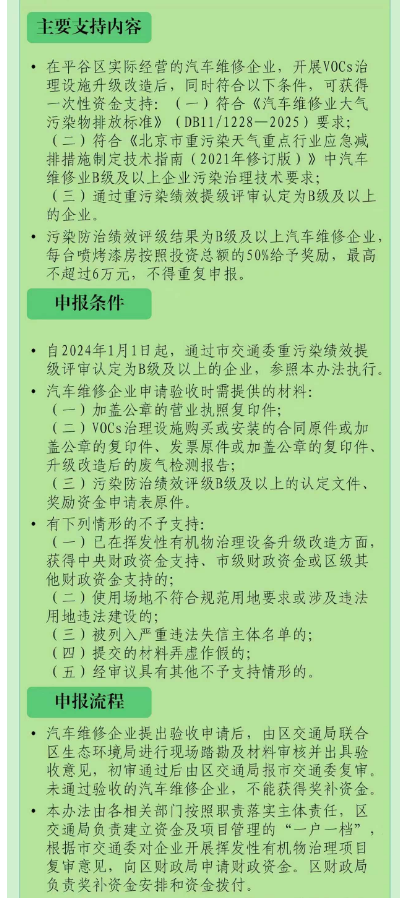 主要支持内容
• 在平谷区实际经营的汽车维修企业，开展VOCs治
理设施升级改造后，同时符合以下条件，可获得
一次性资金支持：（一）符合《汽车维修业大气
污染物排放标准》（DB11/1228—2025）要求；
（二）符合《北京市重污染天气重点行业应急减
排措施制定技术指南（2021年修订版）》中汽车
维修业B级及以上企业污染治理技术要求；
（三）通过重污染绩效提级评审认定为B级及以上
的企业。
• 污染防治绩效评级结果为B级及以上汽车维修企业，
每台喷烤漆房按照投资总额的50%给予奖励，最高
不超过6万元，不得重复申报。
申报条件
• 自2024年1月1日起，通过市交通委重污染绩效提
级评审认定为B级及以上的企业，参照本办法执行。
• 汽车维修企业申请验收时需提供的材料：
（一）加盖公章的营业执照复印件；
（二）VOCs治理设施购买或安装的合同原件或加
盖公章的复印件、发票原件或加盖公章的复印件、
升级改造后的废气检测报告；
（三）污染防治绩效评级B级及以上的认定文件、
奖励资金申请表原件。
• 有下列情形的不予支持：
（一）已在挥发性有机物治理设备升级改造方面，
获得中央财政资金支持、市级财政资金或区级其
他财政资金支持的；
（二）使用场地不符合规范用地要求或涉及违法
用地违法建设的；
（三）被列入严重违法失信主体名单的；
（四）提交的材料弄虚作假的；
（五）经审议具有其他不予支持情形的。
申报流程
• 汽车维修企业提出验收申请后，由区交通局联合
区生态环境局进行现场踏勘及材料审核并出具验
收意见，初审通过后由区交通局报市交通委复审。
未通过验收的汽车维修企业，不能获得奖补资金。
• 本办法由各相关部门按照职责落实主体责任，区
交通局负责建立资金及项目管理的“一户一档”，
根据市交通委对企业开展挥发性有机物治理项目
复审意见，向区财政局申请财政资金。区财政局
负责奖补资金安排和资金拨付。